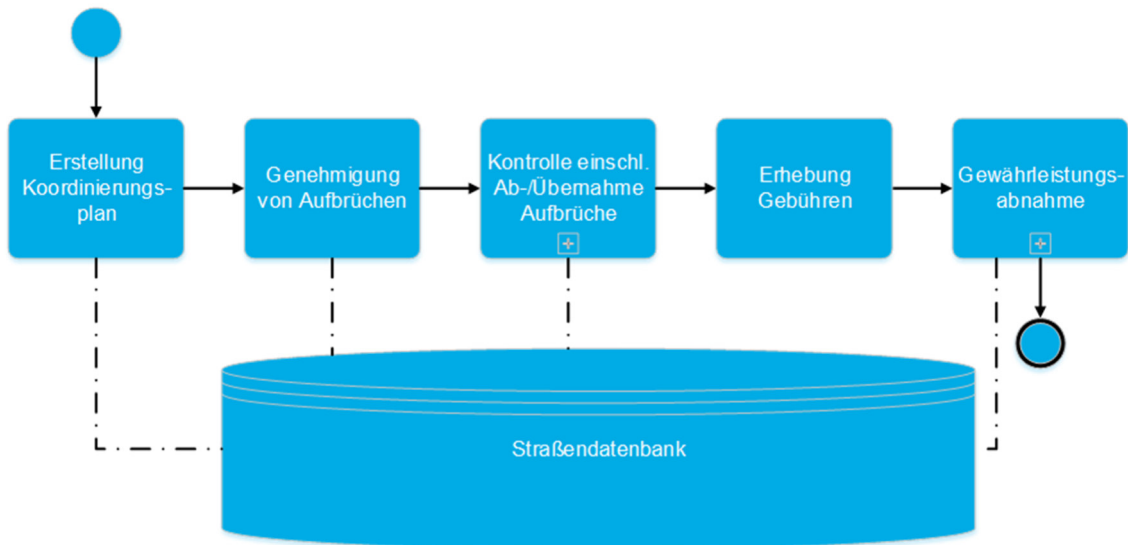 Erstellung
Koordinierungs-
plan
Genehmigung
von Aufbrüchen
Kontrolle einschl.
Ab-/Übernahme
Aufbrüche
Erhebung
Gebühren
Gewährleistungs-
abnahme
Straßendatenbank